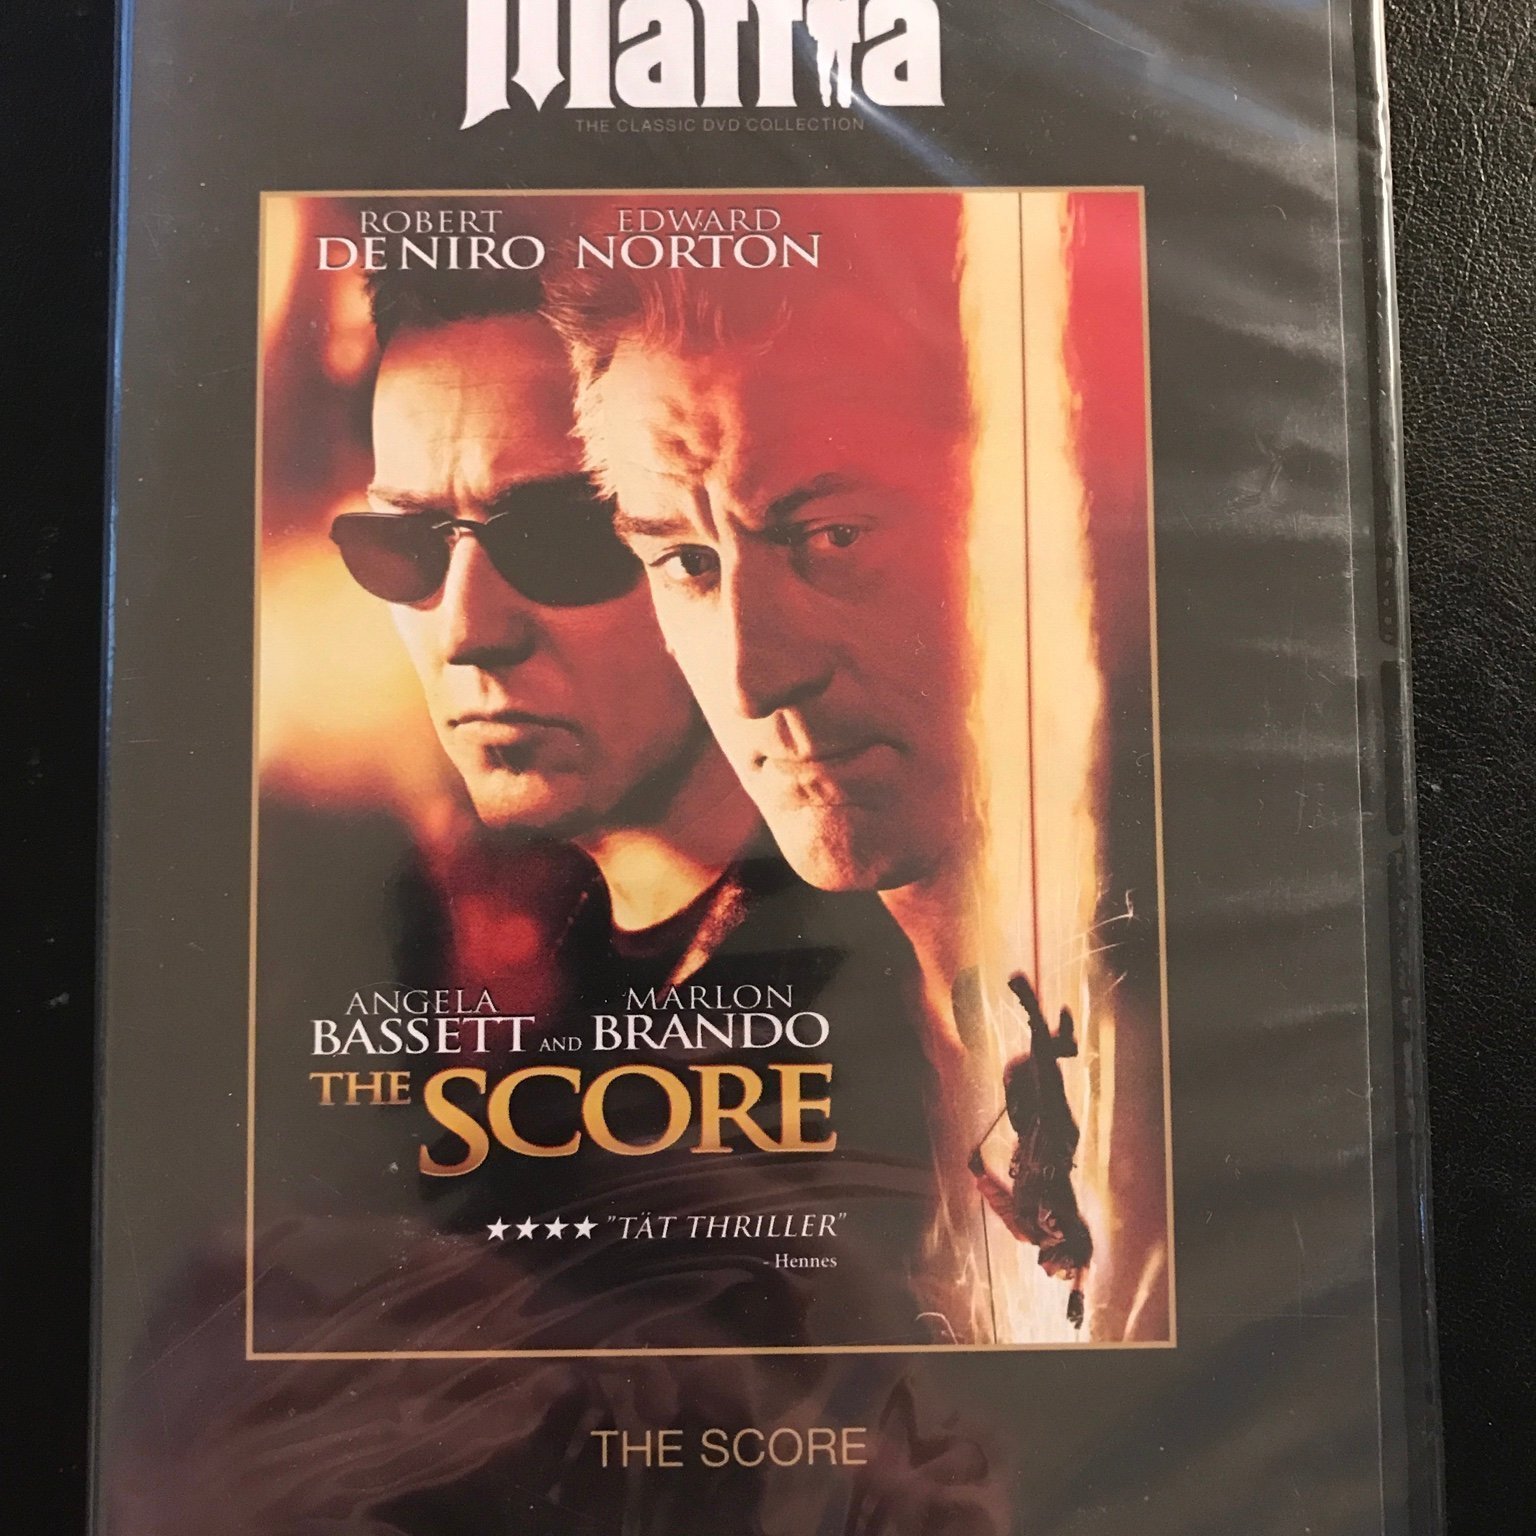 Maffia
THE CLASSIC DVD COLLECTION
ROBERT EDWARD
DE NIRO NORTON
ANGELA MARLON
BASSETT AND BRANDO
THE SCORE
★★★★ "TÄT THRILLER"
- Hennes
THE SCORE